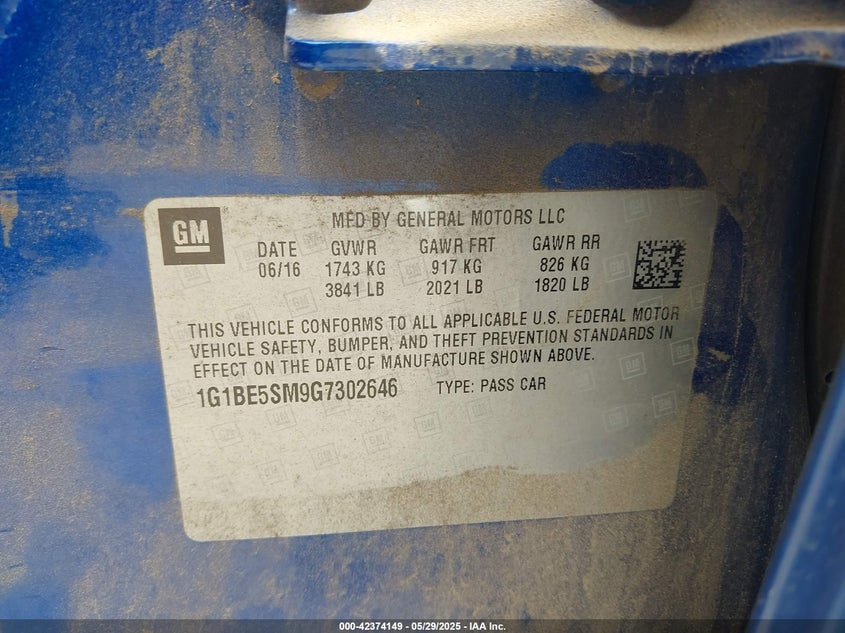 GM
MFD BY GENERAL MOTORS LLC
DATE GVWR GAWR FRT GAWR RR
06/16 1743 KG 917 KG 826 KG
3841 LB 2021 LB 1820 LB
THIS VEHICLE CONFORMS TO ALL APPLICABLE U.S. FEDERAL MOTOR
VEHICLE SAFETY, BUMPER, AND THEFT PREVENTION STANDARDS IN
EFFECT ON THE DATE OF MANUFACTURE SHOWN ABOVE.
1G1BE5SM9G7302646 TYPE: PASS CAR
000-42374149 - 05/29/2025 - IAA Inc.